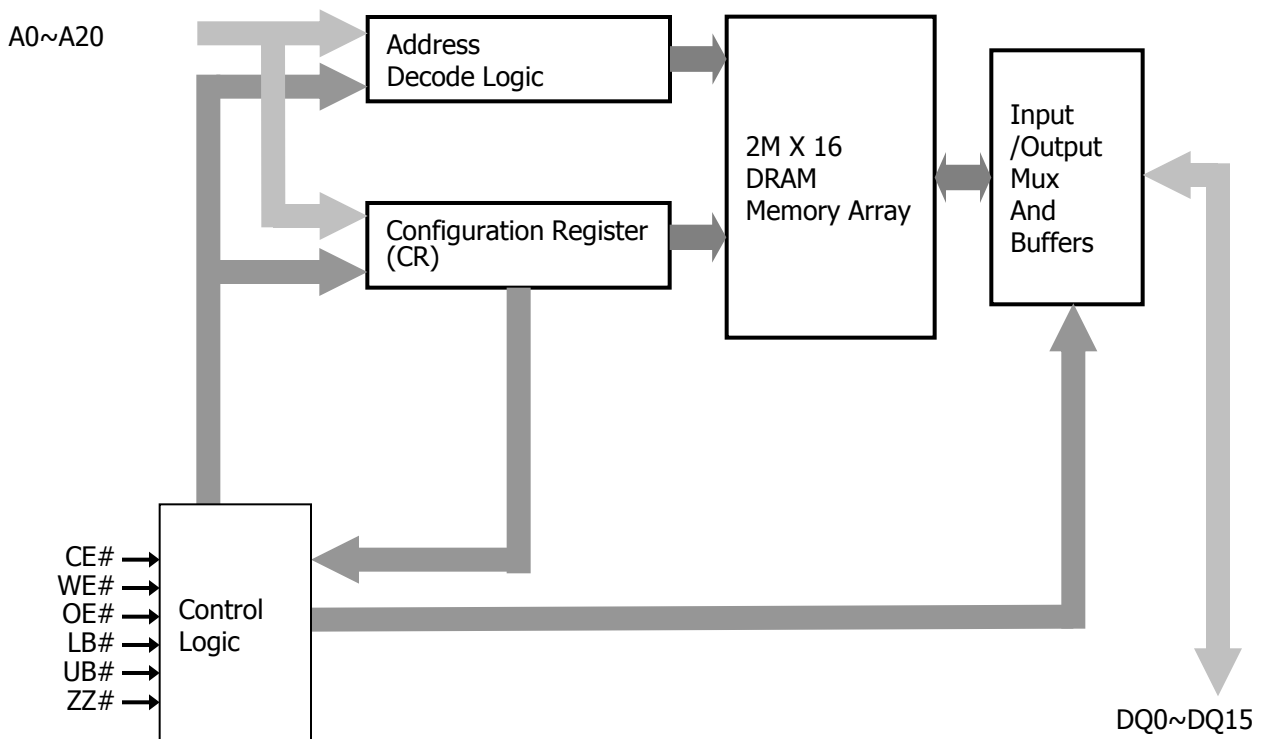 A0~A20
Address
Decode Logic
Configuration Register
(CR)
2M X 16
DRAM
Memory Array
Input
/Output
Mux
And
Buffers
CE#
WE#
OE#
LB#
UB#
ZZ#
Control
Logic
DQ0~DQ15